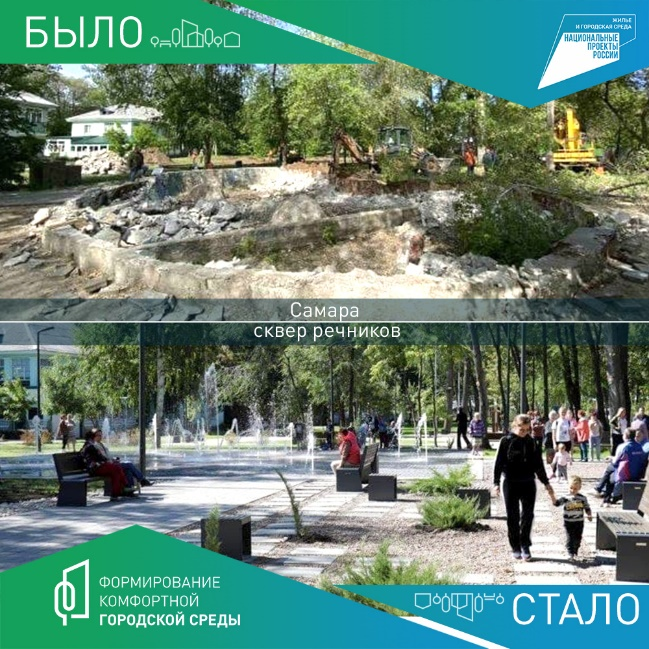 БЫЛО
ЖИЛЬЕ
И ГОРОДСКАЯ СРЕДА
НАЦИОНАЛЬНЫЕ
ПРОЕКТЫ
РОССИИ
Самара
сквер речников
ФОРМИРОВАНИЕ
КОМФОРТНОЙ
ГОРОДСКОЙ СРЕДЫ
СТАЛО